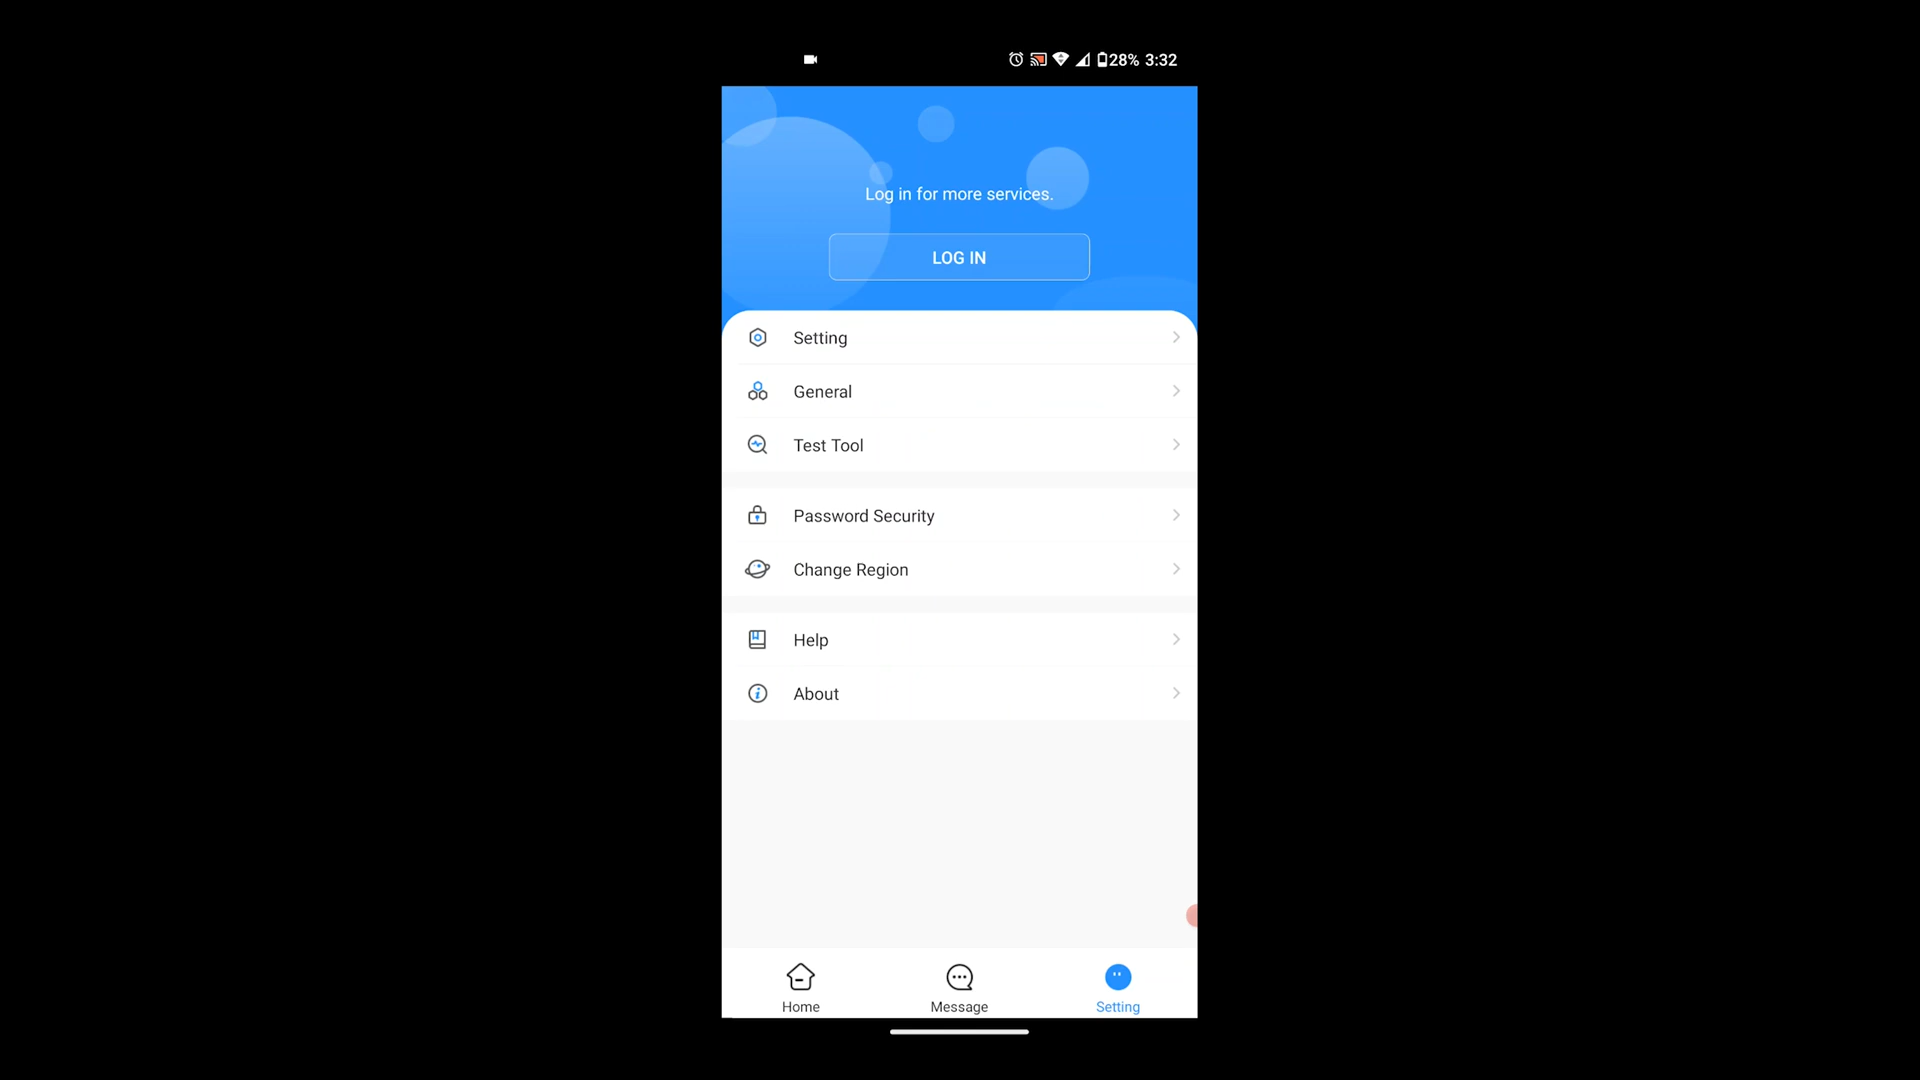 28% 3:32
Log in for more services.
LOG IN
Setting
General
Test Tool
Password Security
Change Region
Help
About
Home Message Setting